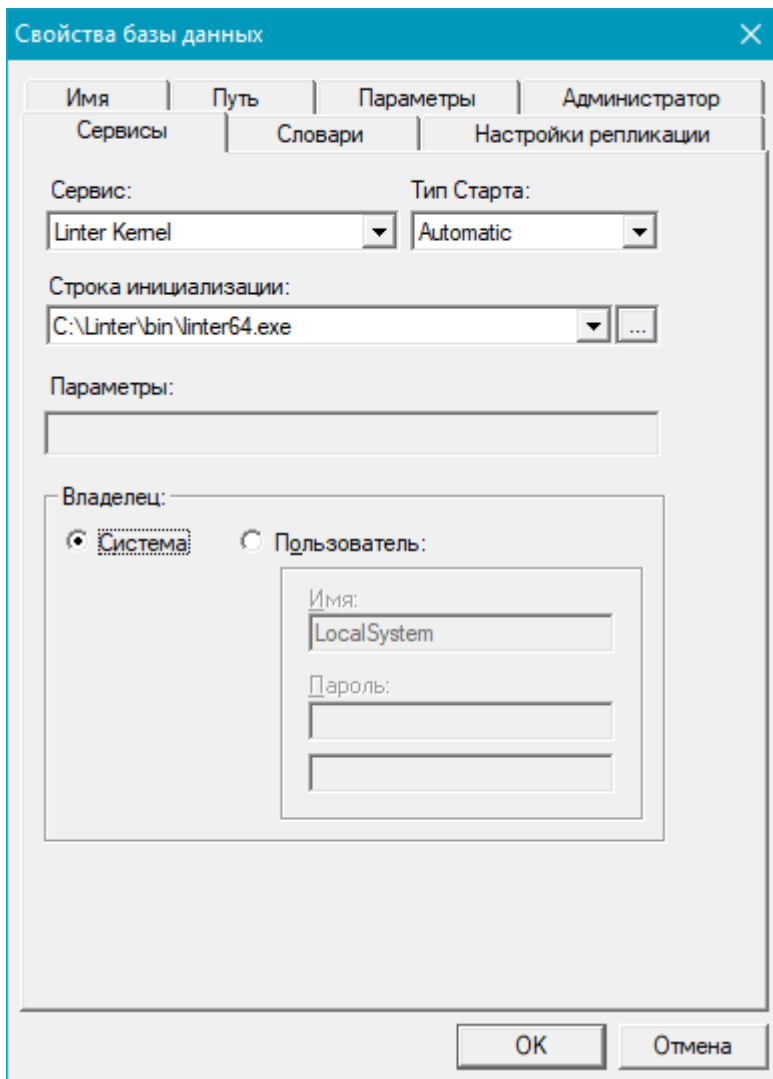 Свойства базы данных
Имя Путь Параметры Администратор
Сервисы Словари Настройки репликации
Сервис: Тип Старта:
Linter Kernel Automatic
Строка инициализации:
C:\Linter\bin\linter64.exe ...
Параметры:
Владелец:
Система Пользователь:
Имя:
LocalSystem
Пароль:
OK Отмена